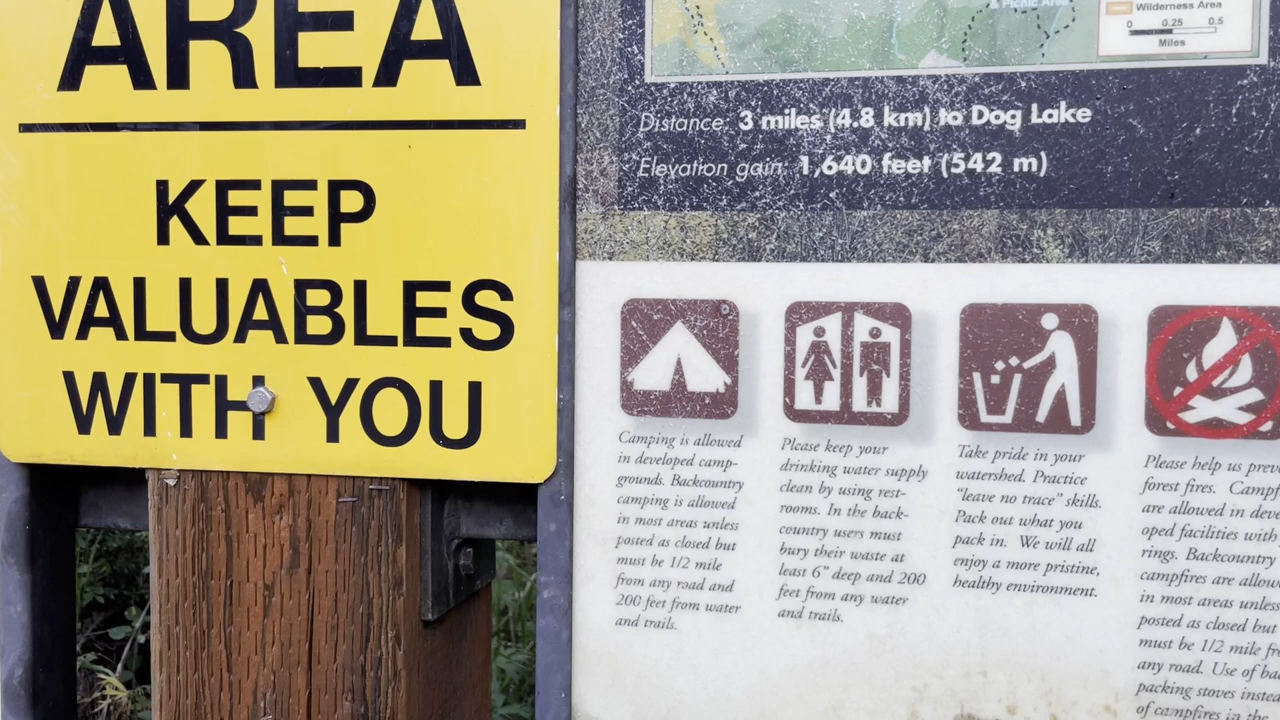 AREA
KEEP
VALUABLES
WITH YOU
Picnic Area
Wilderness Area
0 0.25 0.5
Miles
Distance: 3 miles (4.8 km) to Dog Lake
Elevation gain: 1,640 feet (542 m)
Camping is allowed
in developed camp-
grounds. Backcountry
camping is allowed
in most areas unless
posted as closed but
must be 1/2 mile
from any road and
200 feet from water
and trails.
Please keep your
drinking water supply
clean by using rest-
rooms. In the back-
country users must
bury their waste at
least 6" deep and 200
feet from any water
and trails.
Take pride in your
watershed. Practice
"leave no trace" skills.
Pack out what you
pack in. We will all
enjoy a more pristine,
healthy environment.
Please help us
forest fires.
are allowed in
oped facilities with
rings. Backcountry
campfires are
in most areas unless
posted as closed but
must be 1/2 mile
any road. Use of
packing stoves
of campfires in the